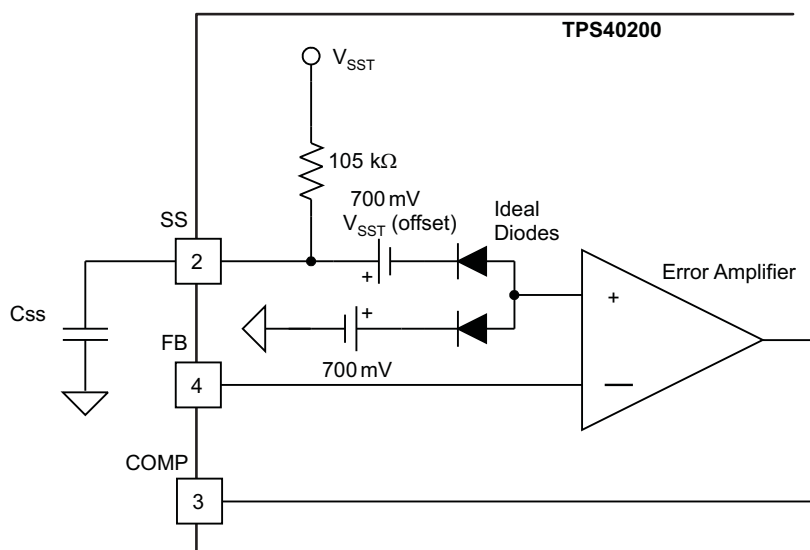 TPS40200
V_SST
105 kΩ
700 mV
V_SST (offset)
Ideal
Diodes
SS
2
+
Error Amplifier
+
Css
+
FB
700 mV
4
—
COMP
3